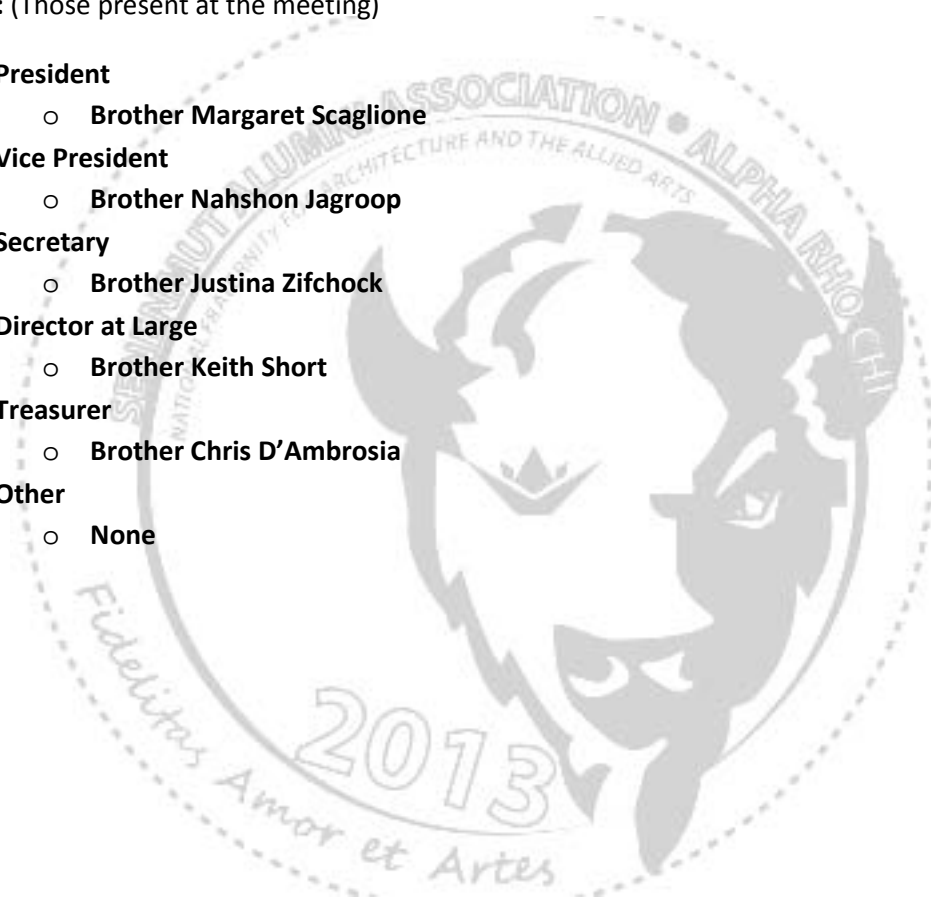 : (Those present at the meeting)
President
o Brother Margaret Scaglione
Vice President
o Brother Nahshon Jagroop
Secretary
o Brother Justina Zifchock
Director at Large
o Brother Keith Short
Treasurer
o Brother Chris D’Ambrosia
Other
o None
ALUMNI ASSOCIATION • ALPHA RHO CHI
ARCHITECTURE AND THE ALLIED ARTS
2013
Fidelitas Amor et Artes